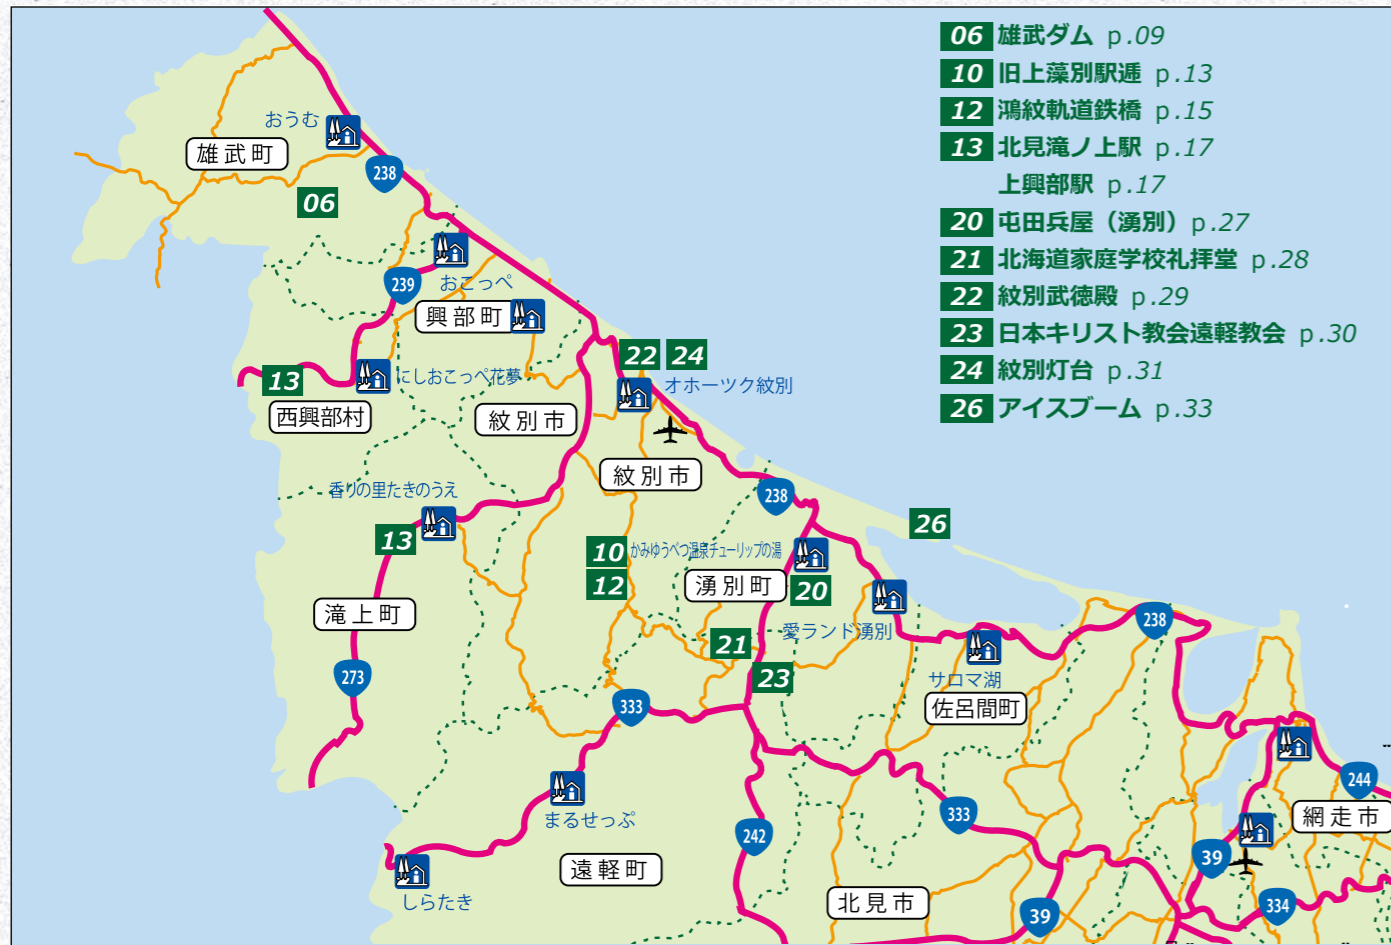 06 雄武ダム p.09
10 旧上藻別駅逓 p.13
12 鴻紋軌道鉄橋 p.15
13 北見滝ノ上駅 p.17
上興部駅 p.17
20 屯田兵屋（湧別）p.27
21 北海道家庭学校礼拝堂 p.28
22 紋別武徳殿 p.29
23 日本キリスト教会遠軽教会 p.30
24 紋別灯台 p.31
26 アイスブーム p.33
おうむ
雄武町
238
06
おこっぺ
239
興部町
22 24
13
にしおこっぺ花夢
オホーツク紋別
西興部村
紋別市
紋別市
香りの里たきのうえ
238
13
26
10
かみゆうべつ温泉チューリップの湯
12
湧別町
20
滝上町
愛ランド湧別
238
21
23
サロマ湖
273
333
佐呂間町
244
まるせっぷ
333
網走市
242
39
遠軽町
しらたき
北見市
39
334